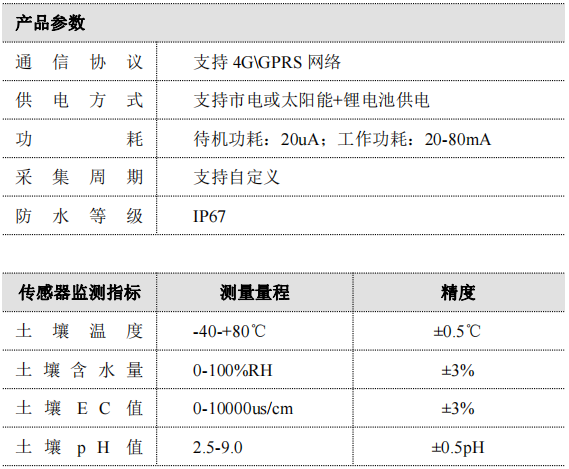 产品参数
通信协议 支持 4G\GPRS 网络
供电方式 支持市电或太阳能+锂电池供电
功耗 待机功耗：20uA；工作功耗：20-80mA
采集周期 支持自定义
防水等级 IP67
传感器监测指标 测量量程 精度
土壤温度 -40-+80℃ ±0.5℃
土壤含水量 0-100%RH ±3%
土壤EC值 0-10000us/cm ±3%
土壤pH值 2.5-9.0 ±0.5pH